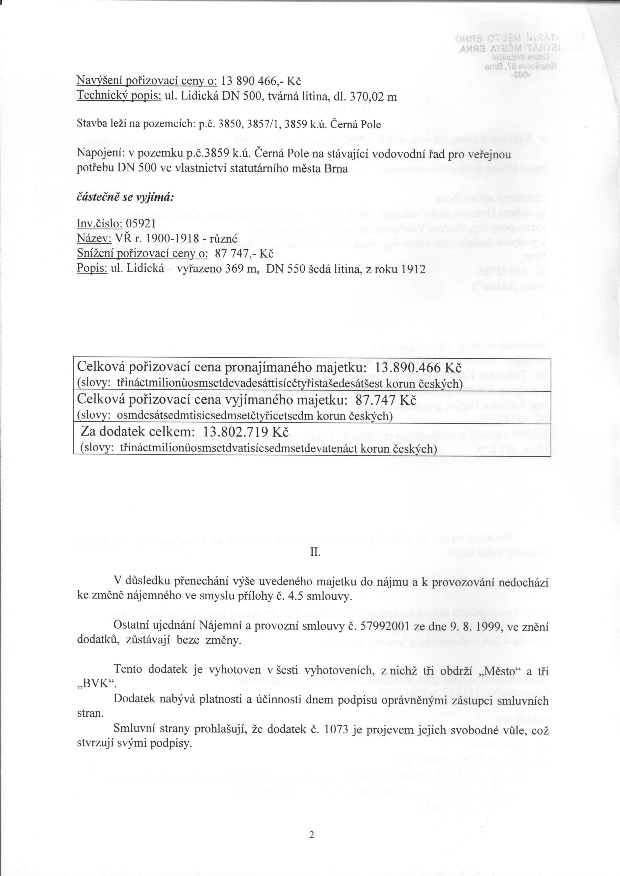 Navýšení pořizovací ceny o: 13 890 466,- Kč
Technický popis: ul. Lidická DN 500, tvárná litina, dl. 370,02 m
Stavba leží na pozemcích: p.č. 3850, 3857/1, 3859 k.ú. Černá Pole
Napojení: v pozemku p.č.3859 k.ú. Černá Pole na stávající vodovodní řad pro veřejnou
potřebu DN 500 ve vlastnictví statutárního města Brna
částečně se vyjímá:
Inv.číslo: 05921
Název: VŘ r. 1900-1918 - různé
Snížení pořizovací ceny o: 87 747,- Kč
Popis: ul. Lidická – vyřazeno 369 m, DN 550 šedá litina, z roku 1912
Celková pořizovací cena pronajímaného majetku: 13.890.466 Kč
(slovy: třináctmilionůosmsetdevadesáttisícčtyřistašedesátšest korun českých)
Celková pořizovací cena vyjímaného majetku: 87.747 Kč
(slovy: osmdesátsedmtisícsedmsetčtyřicetsedm korun českých)
Za dodatek celkem: 13.802.719 Kč
(slovy: třináctmilionůosmsetdvatisícsedmsetdevatenáct korun českých)
II.
V důsledku přenechání výše uvedeného majetku do nájmu a k provozování nedochází
ke změně nájemného ve smyslu přílohy č. 4.5 smlouvy.
Ostatní ujednání Nájemní a provozní smlouvy č. 57992001 ze dne 9. 8. 1999, ve znění
dodatků, zůstávají beze změny.
Tento dodatek je vyhotoven v šesti vyhotoveních, z nichž tři obdrží „Město“ a tři
„BVK“.
Dodatek nabývá platnosti a účinnosti dnem podpisu oprávněnými zástupci smluvních
stran.
Smluvní strany prohlašují, že dodatek č. 1073 je projevem jejich svobodné vůle, což
stvrzují svými podpisy.
2